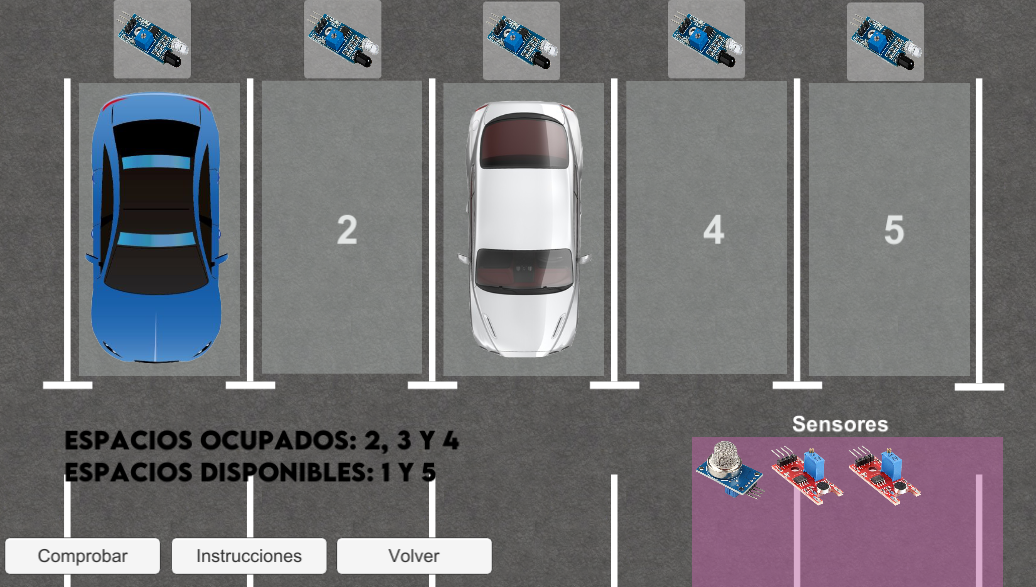 2
4
5
ESPACIOS OCUPADOS: 2, 3 Y 4
ESPACIOS DISPONIBLES: 1 Y 5
Sensores
Comprobar
Instrucciones
Volver